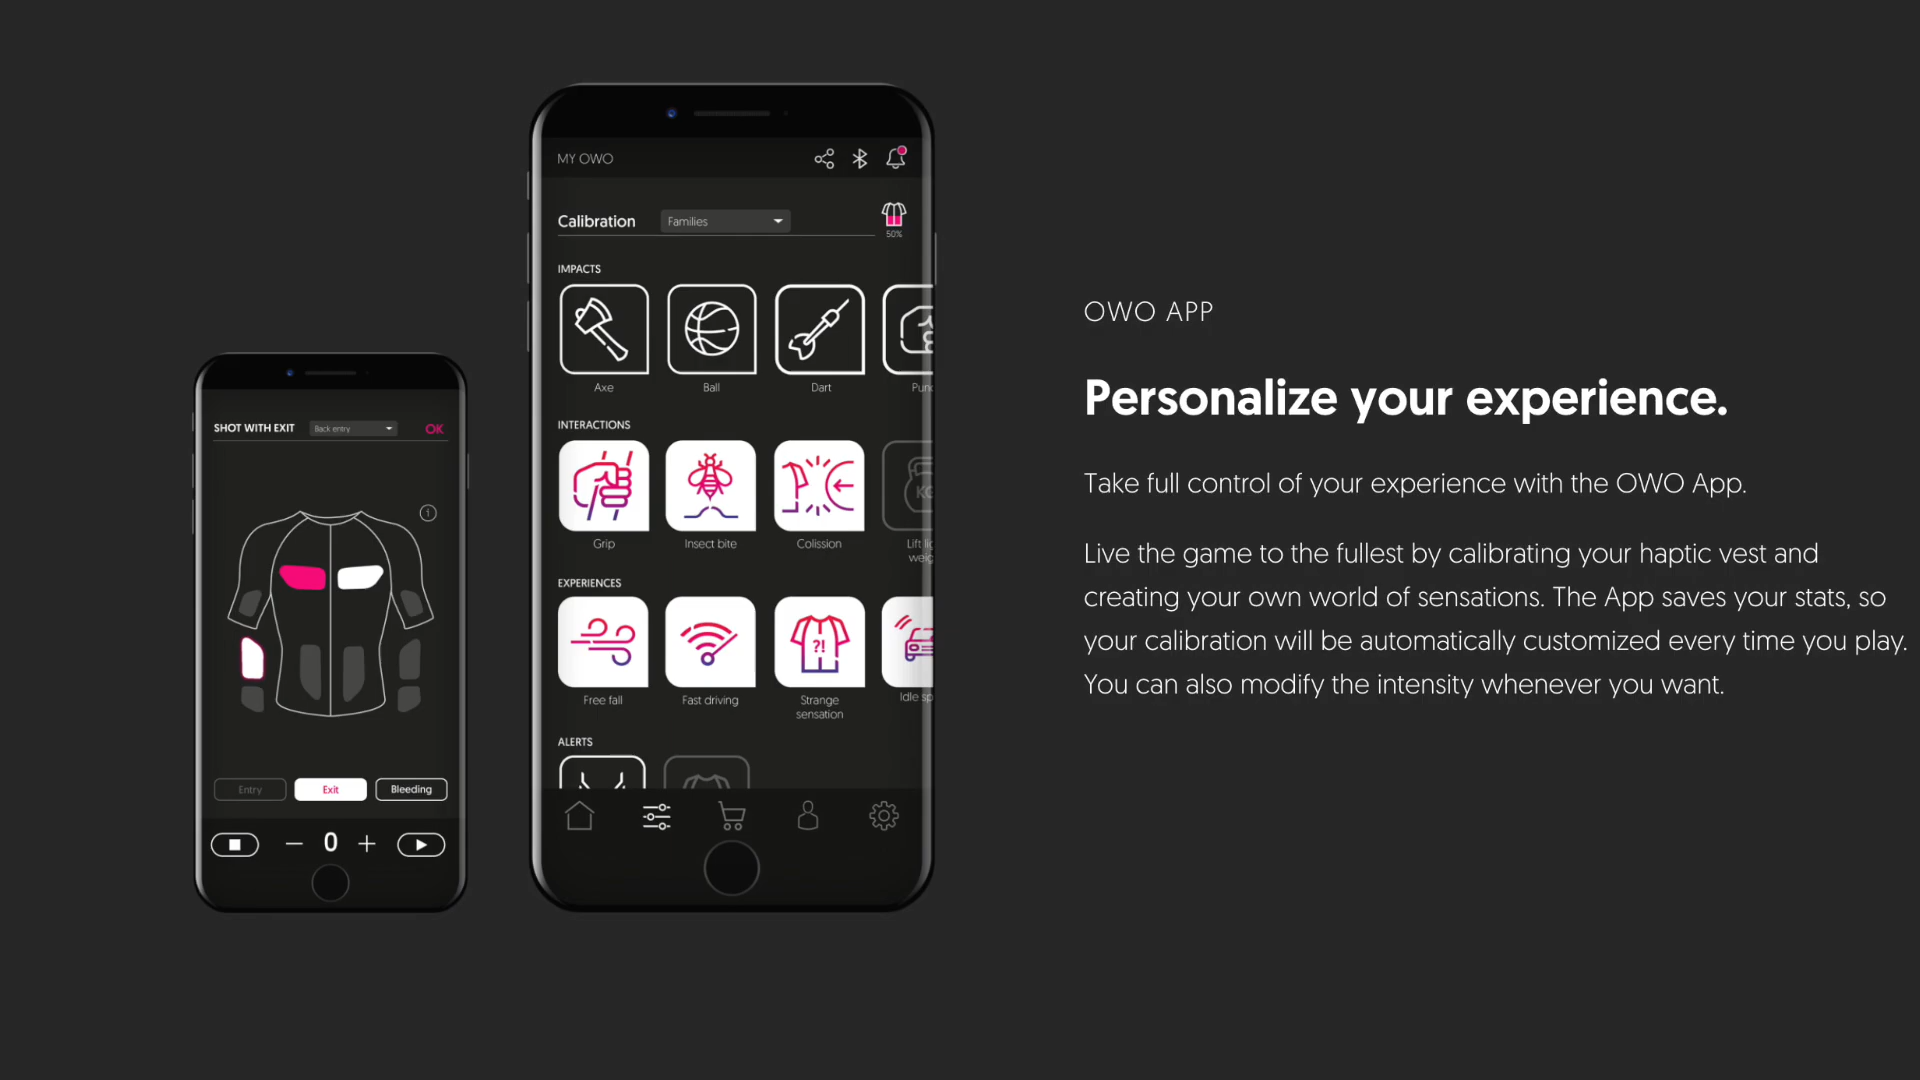 SHOT WITH EXIT
Back entry
OK
i
Entry
Exit
Bleeding
0
MY OWO
Calibration
Families
50%
IMPACTS
Axe
Ball
Dart
INTERACTIONS
KG
Grip
Insect bite
Colission
Lift
EXPERIENCES
?!
Free fall
Fast driving
Strange
sensation
Idle
ALERTS
OWO APP
Personalize your experience.
Take full control of your experience with the OWO App.
Live the game to the fullest by calibrating your haptic vest and
creating your own world of sensations. The App saves your stats, so
your calibration will be automatically customized every time you play.
You can also modify the intensity whenever you want.